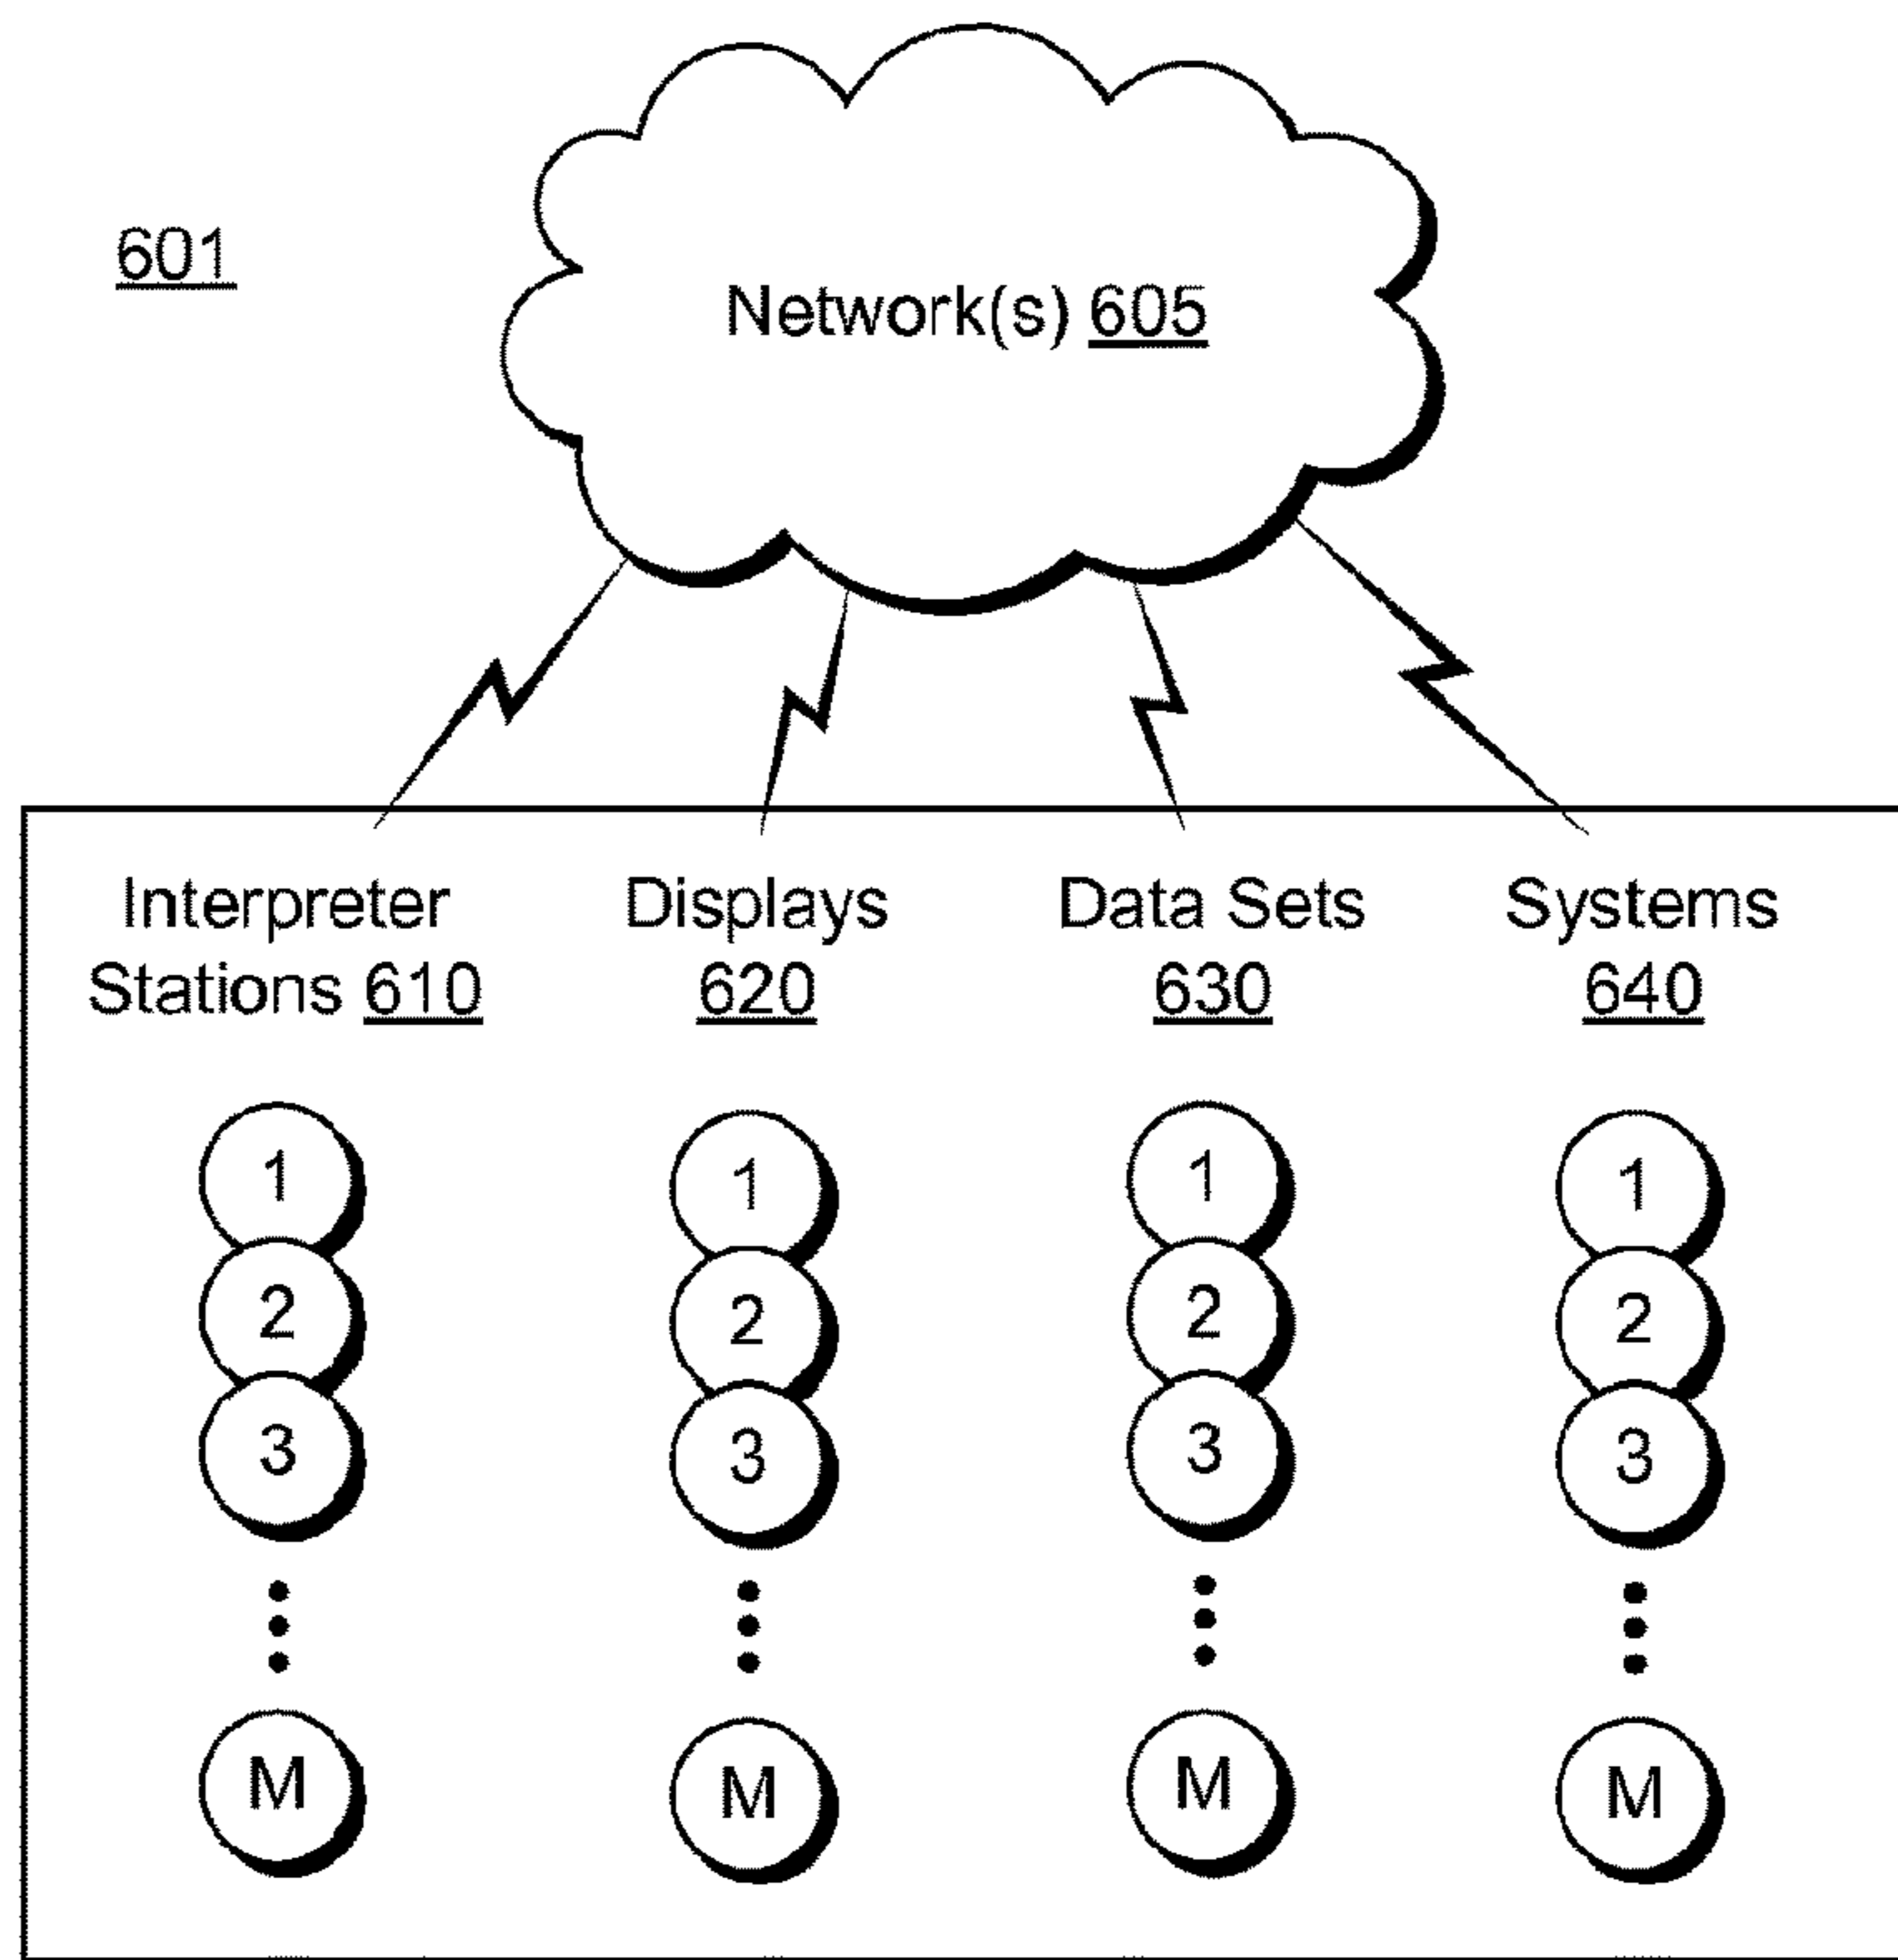 601
Network(s) 605
Interpreter Stations 610
Displays 620
Data Sets 630
Systems 640
1
2
3
M
1
2
3
M
1
2
3
M
1
2
3
M